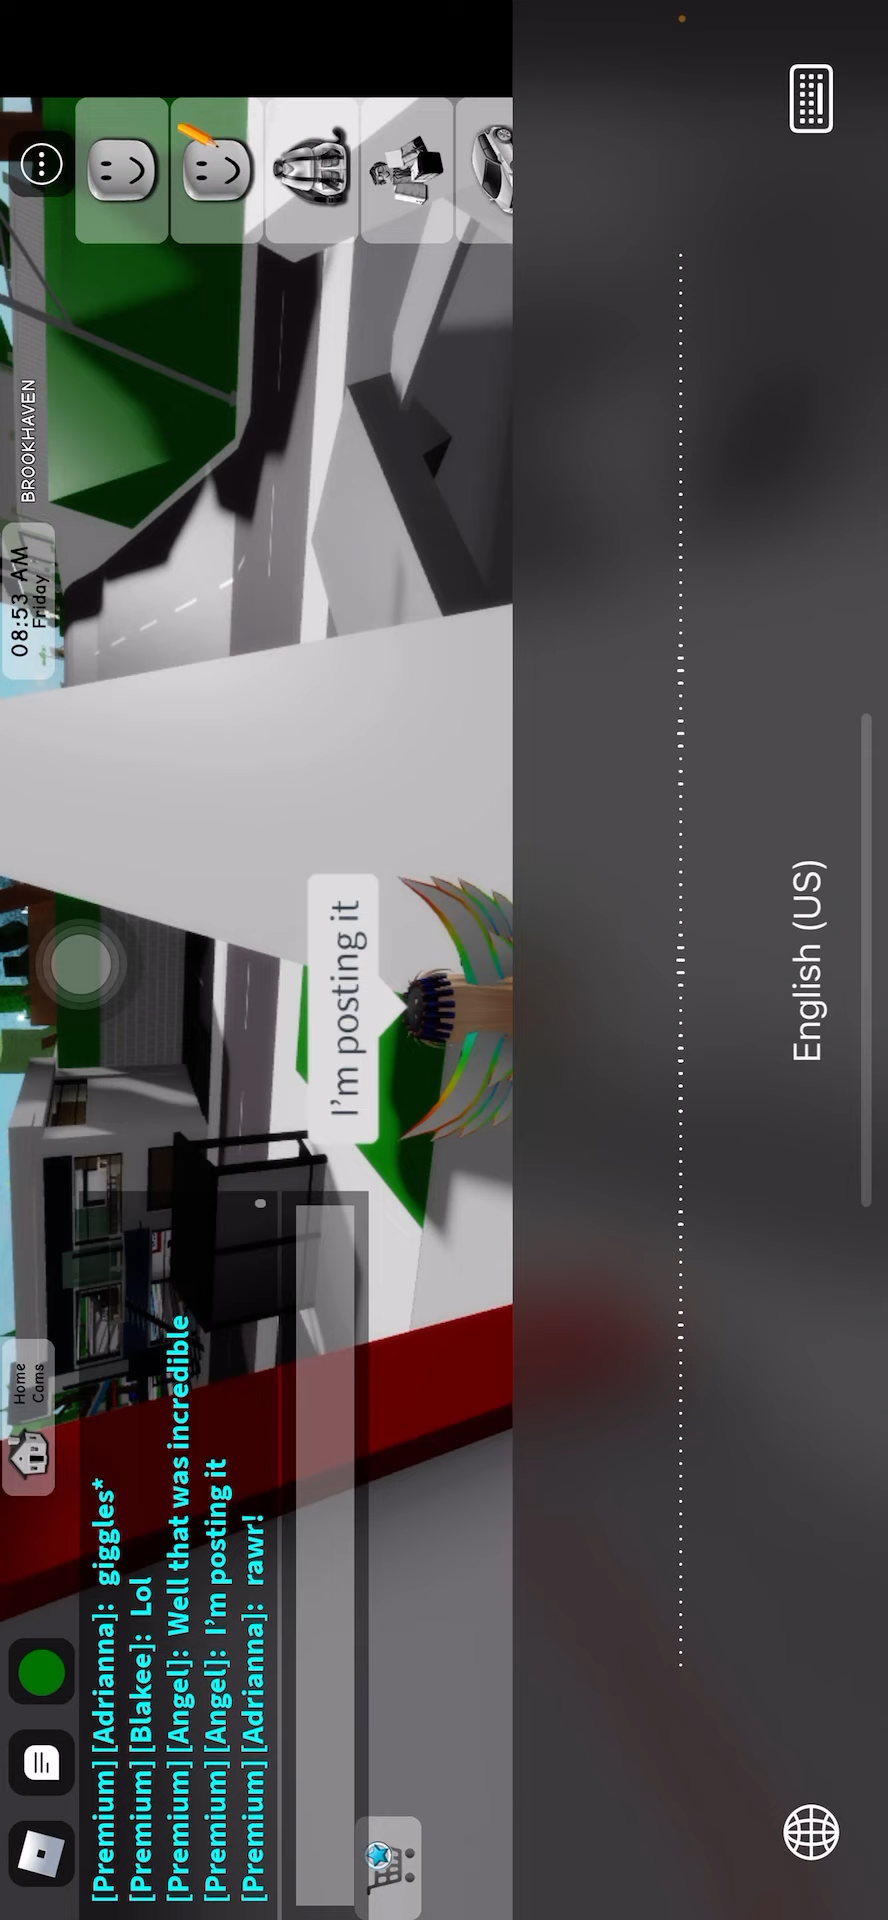 BROOKHAVEN
08:53 AM
Friday
Home
Cams
I'm posting it
[Premium] [Adrianna]: giggles*
[Premium] [Blakee]: Lol
[Premium] [Angel]: Well that was incredible
[Premium] [Angel]: I'm posting it
[Premium] [Adrianna]: rawr!
English (US)